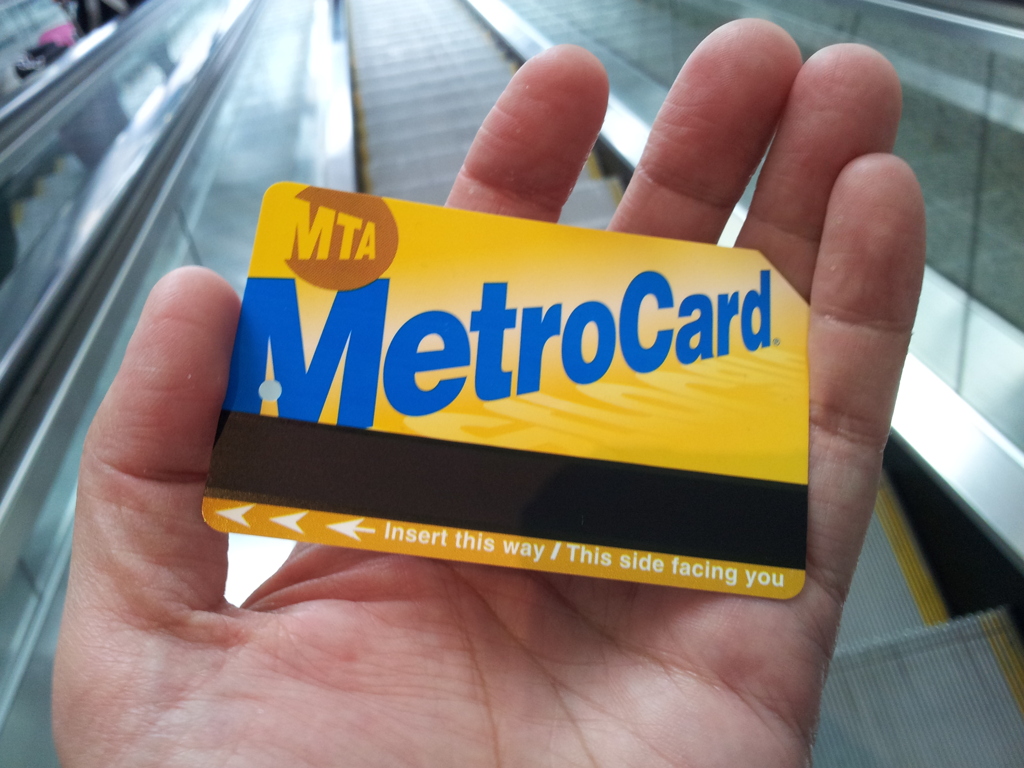 MTA
MetroCard®
Insert this way / This side facing you